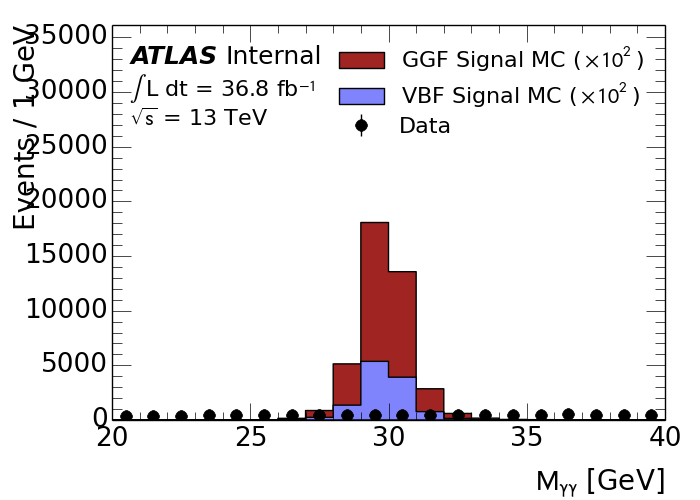 ATLAS Internal
∫L dt = 36.8 fb⁻¹
√s = 13 TeV
GGF Signal MC (×10²)
VBF Signal MC (×10²)
Data
Events / 1 GeV
35000
30000
25000
20000
15000
10000
5000
0
20 25 30 35 40
Mγγ [GeV]